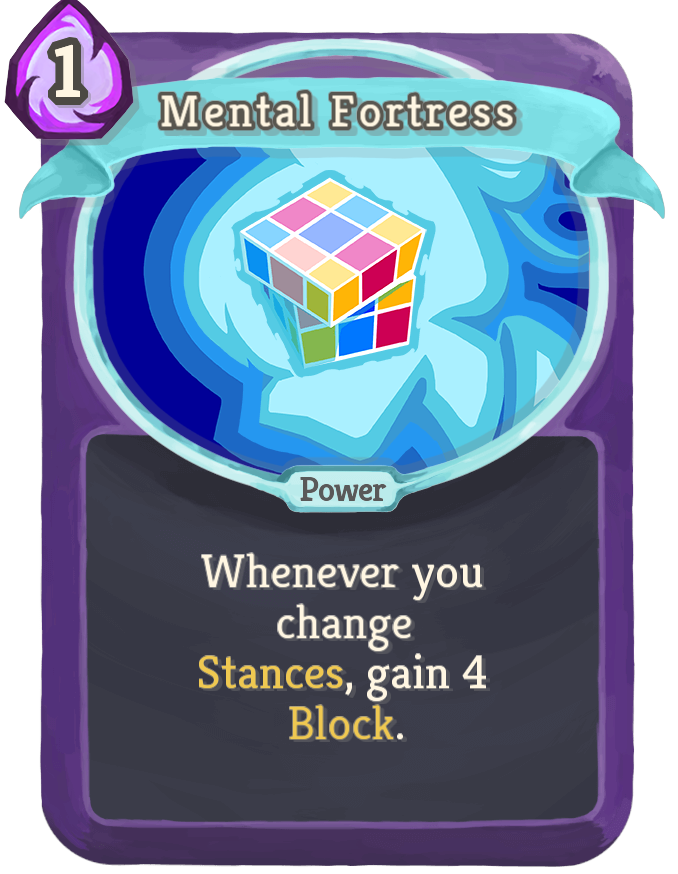 1
Mental Fortress
Power
Whenever you
change
Stances, gain 4
Block.